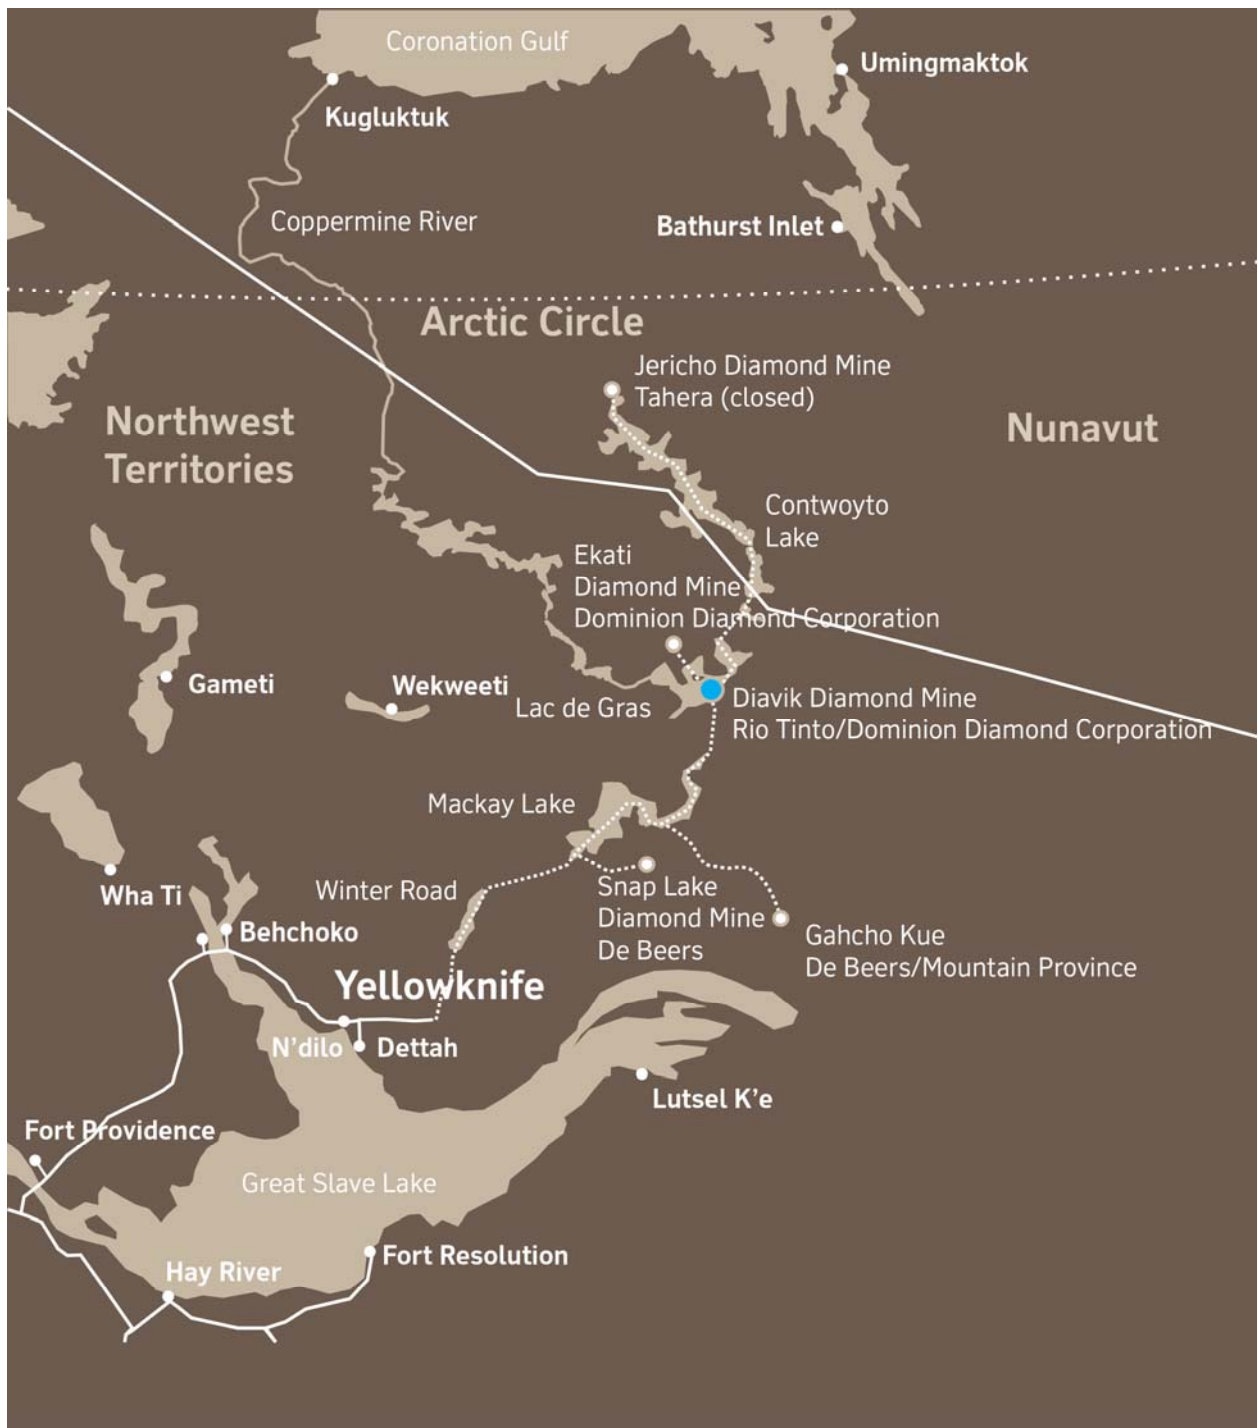 Coronation Gulf
Umingmaktok
Kugluktuk
Coppermine River
Bathurst Inlet
Arctic Circle
Jericho Diamond Mine
Tahera (closed)
Northwest
Territories
Nunavut
Contwoyto
Lake
Ekati
Diamond Mine
Dominion Diamond Corporation
Gameti
Wekweeti
Lac de Gras
Diavik Diamond Mine
Rio Tinto/Dominion Diamond Corporation
Mackay Lake
Wha Ti
Winter Road
Snap Lake
Diamond Mine
De Beers
Behchoko
Gahcho Kue
De Beers/Mountain Province
Yellowknife
N'dilo
Dettah
Lutsel K'e
Fort Providence
Great Slave Lake
Fort Resolution
Hay River